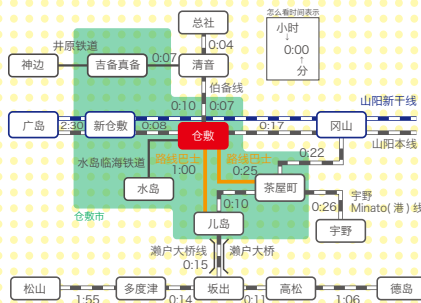 怎么看时间表示
小时
↓
0:00
↑
分
总社
0:04
井原铁道
神边
吉备真备
0:07
清音
伯备线
0:10
0:07
山阳新干线
广岛
2:30
新仓敷
0:08
仓敷
0:17
冈山
山阳本线
水岛临海铁道
路线巴士
1:00
路线巴士
0:25
0:22
水岛
茶屋町
0:10
0:26
宇野
Minato(港)线
仓敷市
儿岛
宇野
濑户大桥线
0:15
濑户大桥
松山
1:55
多度津
0:14
坂出
0:11
高松
1:06
德岛